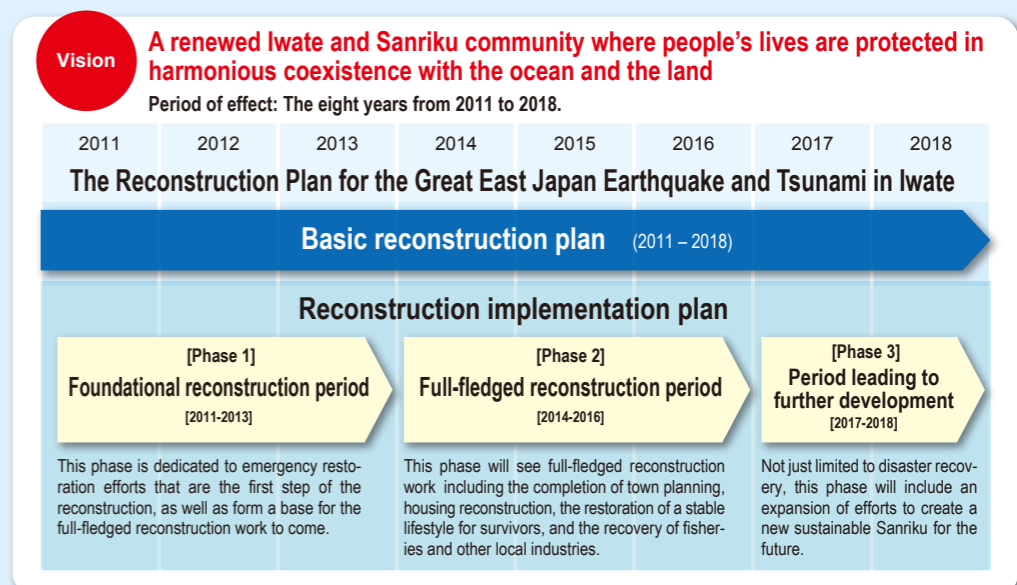 Vision
A renewed Iwate and Sanriku community where people's lives are protected in
harmonious coexistence with the ocean and the land
Period of effect: The eight years from 2011 to 2018.
2011 2012 2013 2014 2015 2016 2017 2018
The Reconstruction Plan for the Great East Japan Earthquake and Tsunami in Iwate
Basic reconstruction plan (2011 – 2018)
Reconstruction implementation plan
[Phase 1]
Foundational reconstruction period
[2011-2013]
This phase is dedicated to emergency resto-
ration efforts that are the first step of the
reconstruction, as well as form a base for the
full-fledged reconstruction work to come.
[Phase 2]
Full-fledged reconstruction period
[2014-2016]
This phase will see full-fledged reconstruction
work including the completion of town planning,
housing reconstruction, the restoration of a stable
lifestyle for survivors, and the recovery of fisher-
ies and other local industries.
[Phase 3]
Period leading to
further development
[2017-2018]
Not just limited to disaster recov-
ery, this phase will include an
expansion of efforts to create a
new sustainable Sanriku for the
future.